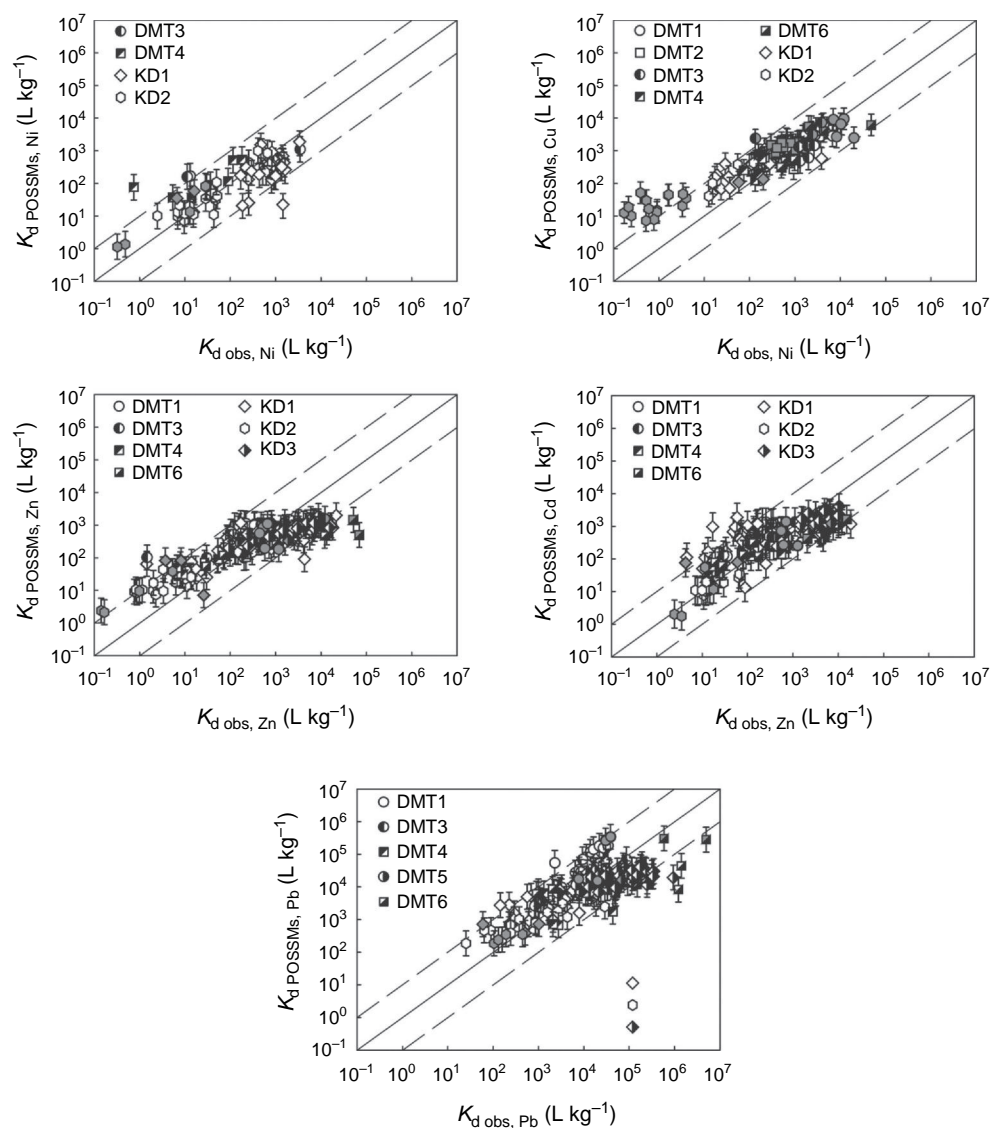 10⁷
10⁶
10⁵
10⁴
10³
10²
10¹
10⁰
10⁻¹
K_d POSSMs, Ni (L kg⁻¹)
DMT3
DMT4
KD1
KD2
10⁻¹ 10⁰ 10¹ 10² 10³ 10⁴ 10⁵ 10⁶ 10⁷
K_d obs, Ni (L kg⁻¹)
10⁷
10⁶
10⁵
10⁴
10³
10²
10¹
10⁰
10⁻¹
K_d POSSMs, Cu (L kg⁻¹)
DMT1 DMT6
DMT2 KD1
DMT3 KD2
DMT4
10⁻¹ 10⁰ 10¹ 10² 10³ 10⁴ 10⁵ 10⁶ 10⁷
K_d obs, Ni (L kg⁻¹)
10⁷
10⁶
10⁵
10⁴
10³
10²
10¹
10⁰
10⁻¹
K_d POSSMs, Zn (L kg⁻¹)
DMT1 KD1
DMT3 KD2
DMT4 KD3
DMT6
10⁻¹ 10⁰ 10¹ 10² 10³ 10⁴ 10⁵ 10⁶ 10⁷
K_d obs, Zn (L kg⁻¹)
10⁷
10⁶
10⁵
10⁴
10³
10²
10¹
10⁰
10⁻¹
K_d POSSMs, Cd (L kg⁻¹)
DMT1 KD1
DMT3 KD2
DMT4 KD3
DMT6
10⁻¹ 10⁰ 10¹ 10² 10³ 10⁴ 10⁵ 10⁶ 10⁷
K_d obs, Zn (L kg⁻¹)
10⁷
10⁶
10⁵
10⁴
10³
10²
10¹
10⁰
10⁻¹
K_d POSSMs, Pb (L kg⁻¹)
DMT1
DMT3
DMT4
DMT5
DMT6
10⁻¹ 10⁰ 10¹ 10² 10³ 10⁴ 10⁵ 10⁶ 10⁷
K_d obs, Pb (L kg⁻¹)